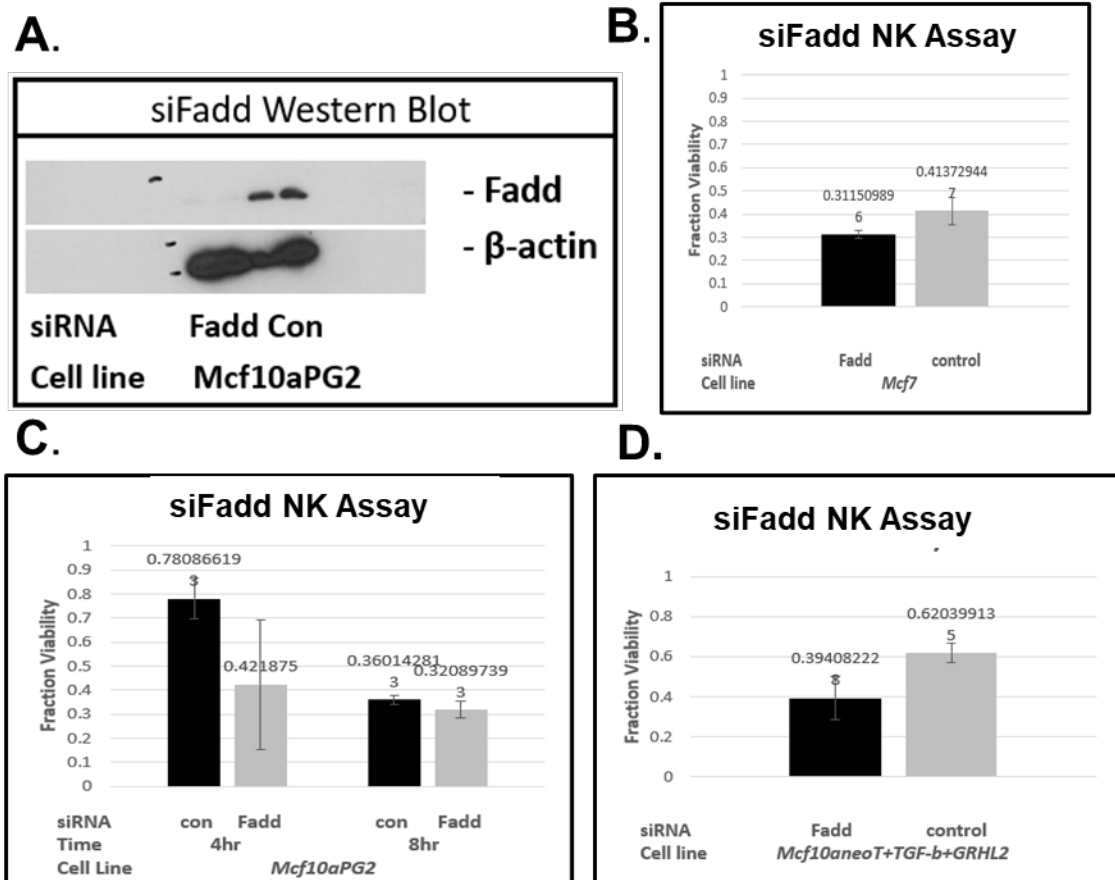 A.
siFadd Western Blot
- Fadd
- β-actin
siRNA Fadd Con
Cell line Mcf10aPG2
B.
siFadd NK Assay
Fraction Viability
1
0.9
0.8
0.7
0.6
0.5
0.4
0.3
0.2
0.1
0
0.31150989
6
0.41372944
7
siRNA Fadd control
Cell line Mcf7
C.
siFadd NK Assay
Fraction Viability
1
0.9
0.8
0.7
0.6
0.5
0.4
0.3
0.2
0.1
0
0.78086619
3
0.421875
0.36014281
3
0.32089739
3
siRNA con Fadd con Fadd
Time 4hr 8hr
Cell Line Mcf10aPG2
D.
siFadd NK Assay
Fraction Viability
1
0.8
0.6
0.4
0.2
0
0.39408222
8
0.62039913
5
siRNA Fadd control
Cell line Mcf10aneoT+TGF-b+GRHL2